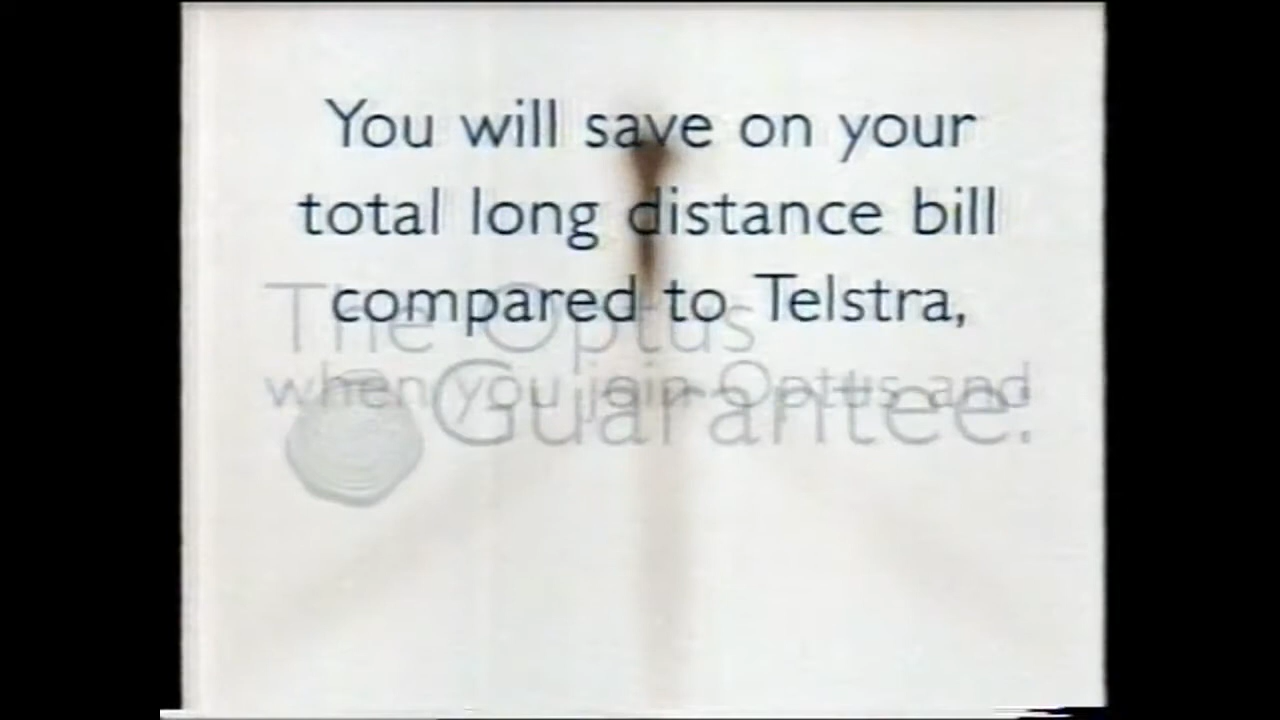 You will save on your
total long distance bill
compared to Telstra,
The Optus
when you join Optus and
Guarantee.